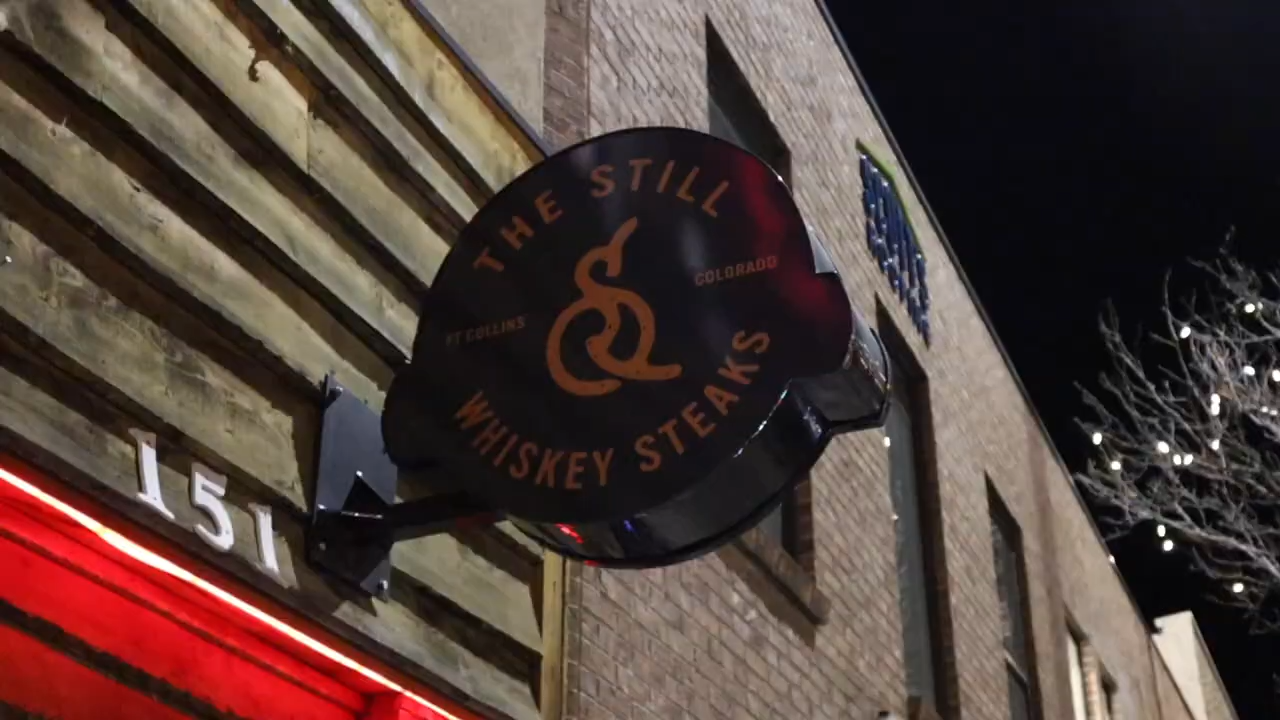 THE STILL
FT COLLINS
COLORADO
WHISKEY STEAKS
151